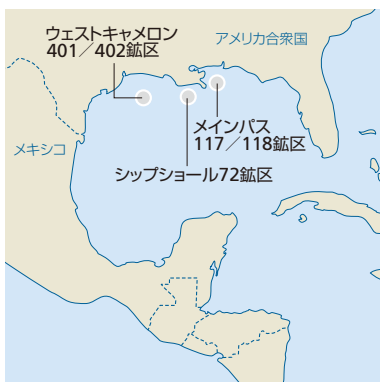 ウェストキャメロン
401／402鉱区
アメリカ合衆国
メインパス
117／118鉱区
メキシコ
シップショール72鉱区